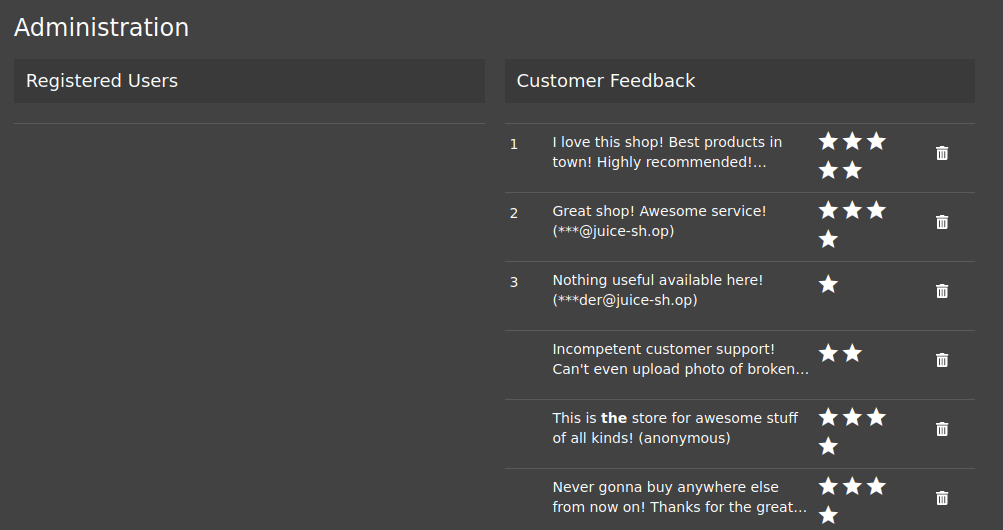 Administration
Registered Users
Customer Feedback
1
I love this shop! Best products in
town! Highly recommended!...
2
Great shop! Awesome service!
(***@juice-sh.op)
3
Nothing useful available here!
(***der@juice-sh.op)
Incompetent customer support!
Can't even upload photo of broken...
This is the store for awesome stuff
of all kinds! (anonymous)
Never gonna buy anywhere else
from now on! Thanks for the great...